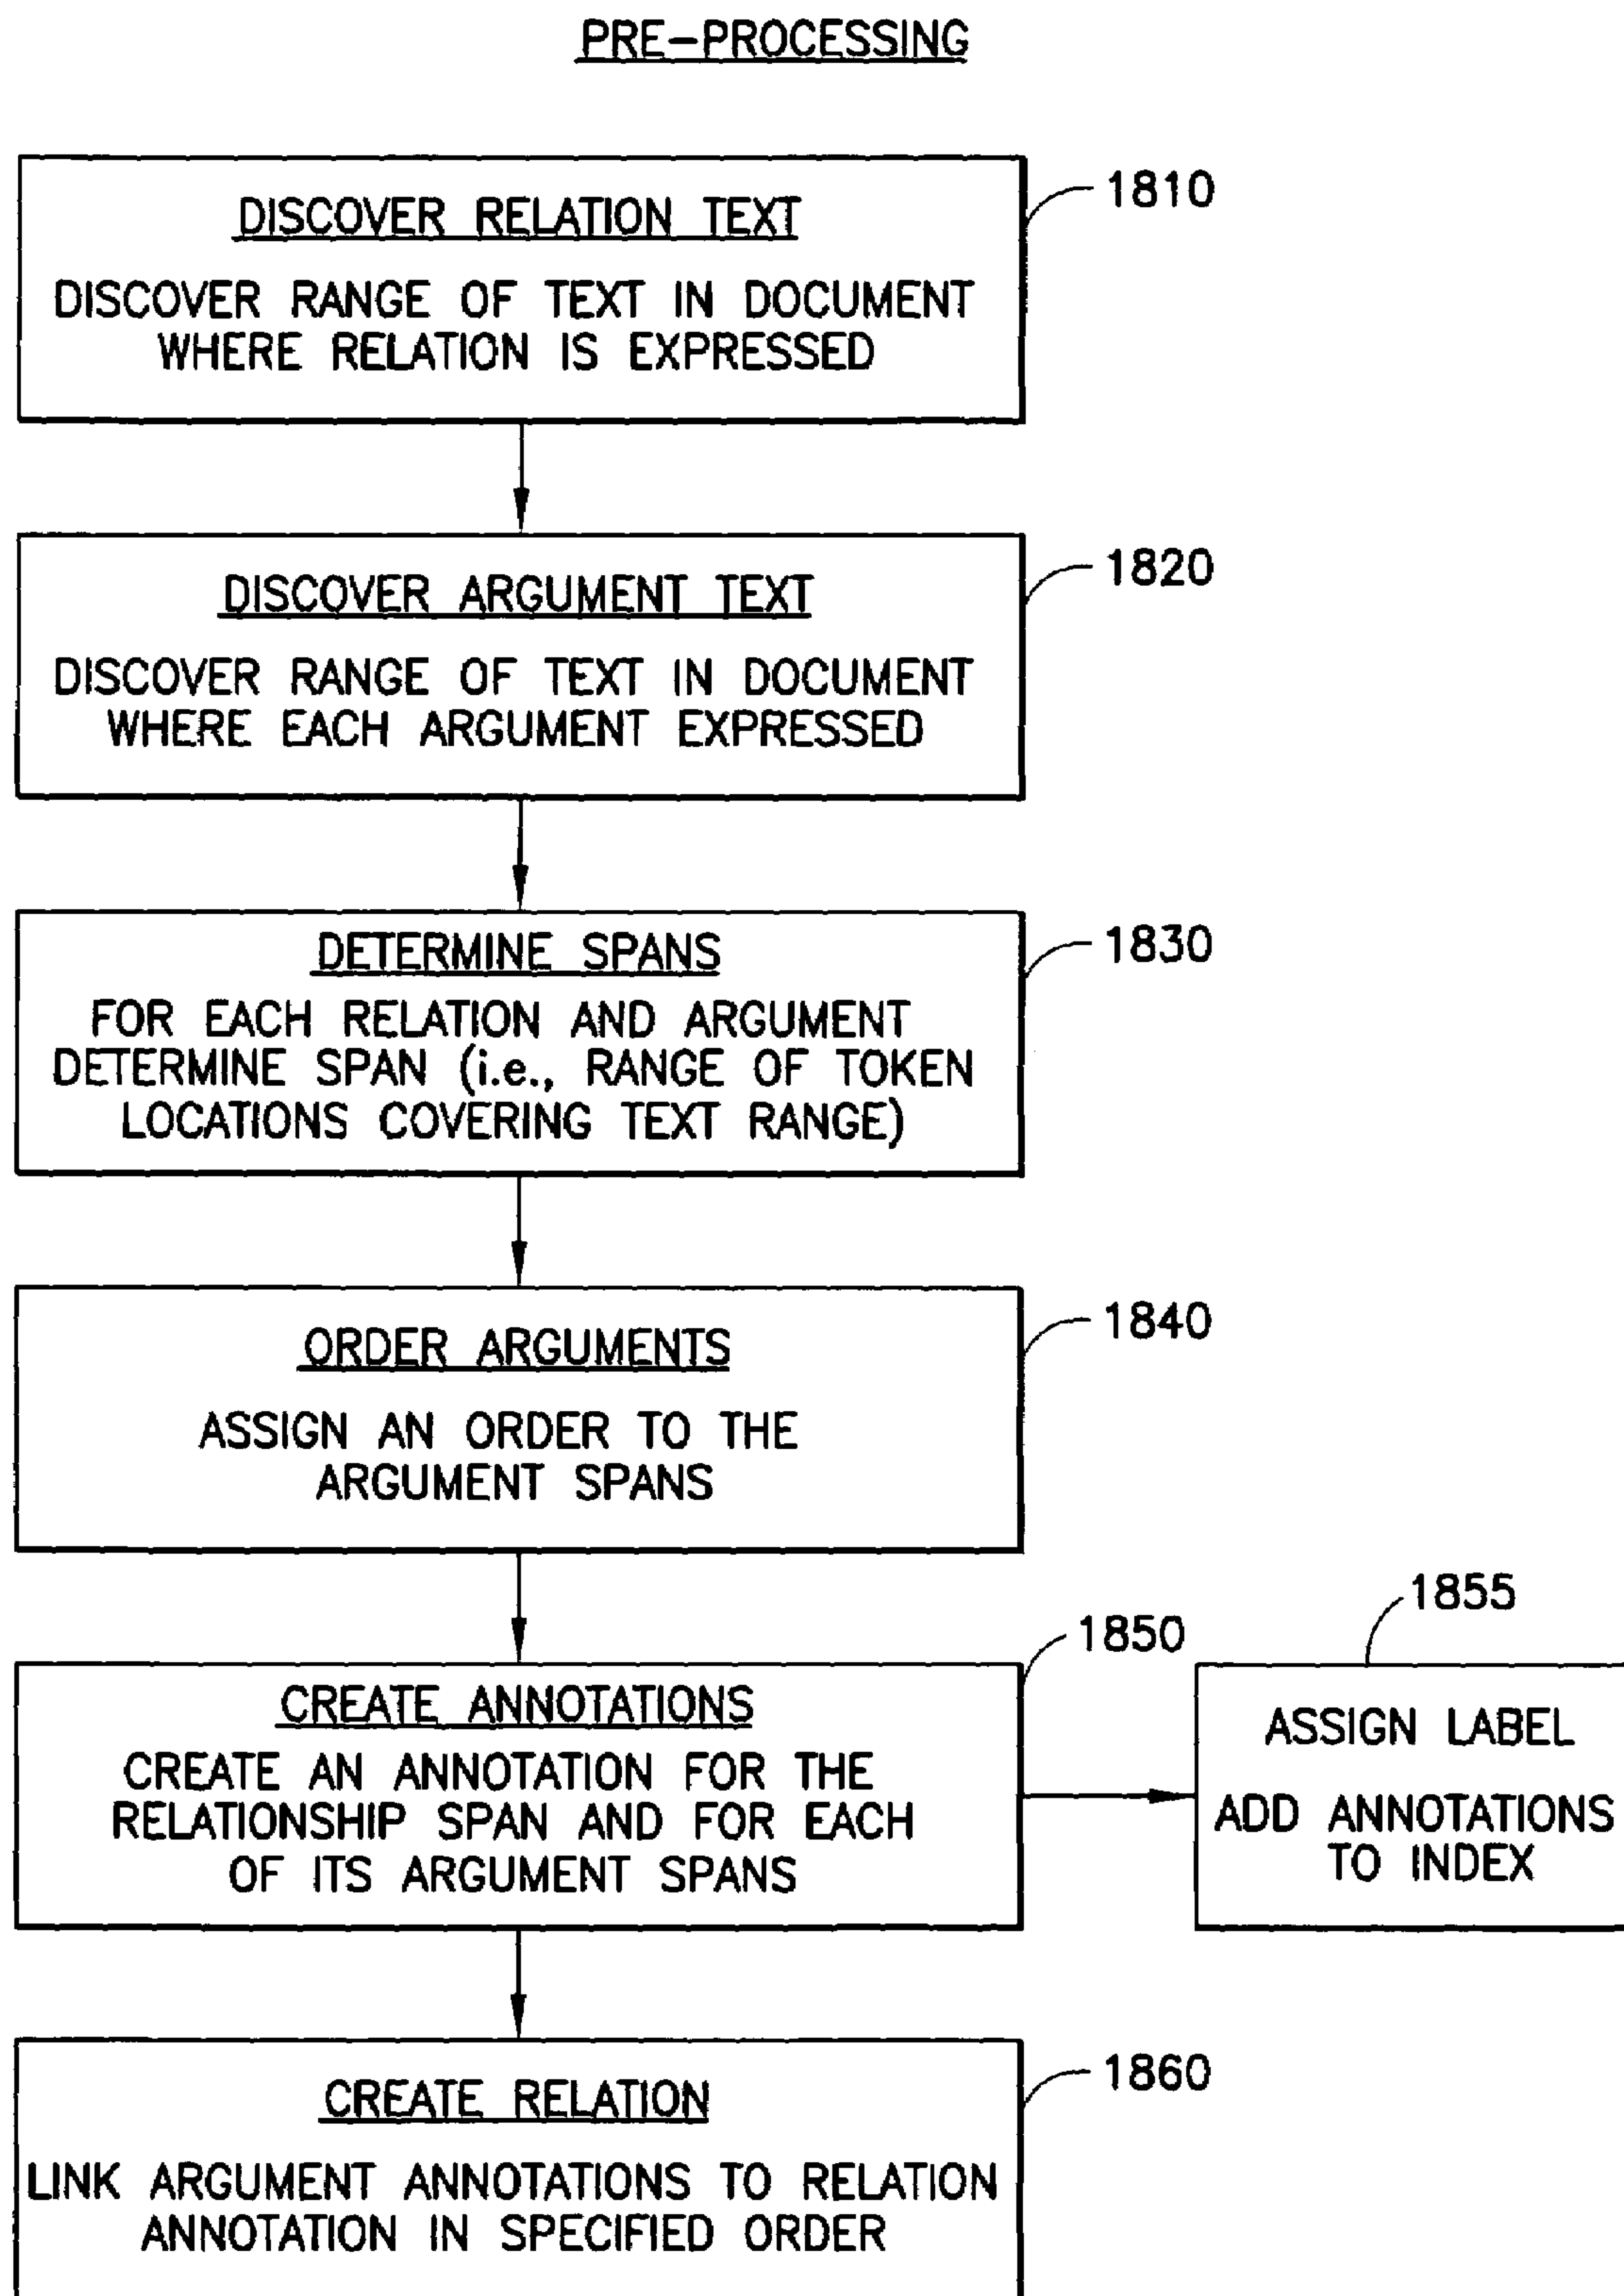 PRE-PROCESSING
DISCOVER RELATION TEXT
DISCOVER RANGE OF TEXT IN DOCUMENT
WHERE RELATION IS EXPRESSED
1810
DISCOVER ARGUMENT TEXT
DISCOVER RANGE OF TEXT IN DOCUMENT
WHERE EACH ARGUMENT EXPRESSED
1820
DETERMINE SPANS
FOR EACH RELATION AND ARGUMENT
DETERMINE SPAN (i.e., RANGE OF TOKEN
LOCATIONS COVERING TEXT RANGE)
1830
ORDER ARGUMENTS
ASSIGN AN ORDER TO THE
ARGUMENT SPANS
1840
CREATE ANNOTATIONS
CREATE AN ANNOTATION FOR THE
RELATIONSHIP SPAN AND FOR EACH
OF ITS ARGUMENT SPANS
1850
1855
ASSIGN LABEL
ADD ANNOTATIONS
TO INDEX
CREATE RELATION
LINK ARGUMENT ANNOTATIONS TO RELATION
ANNOTATION IN SPECIFIED ORDER
1860